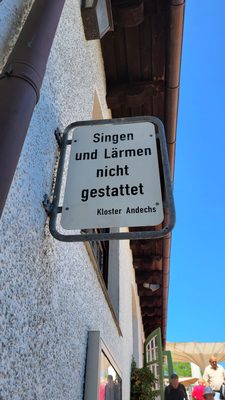 Singen
und Lärmen
nicht
gestattet
Kloster Andechs